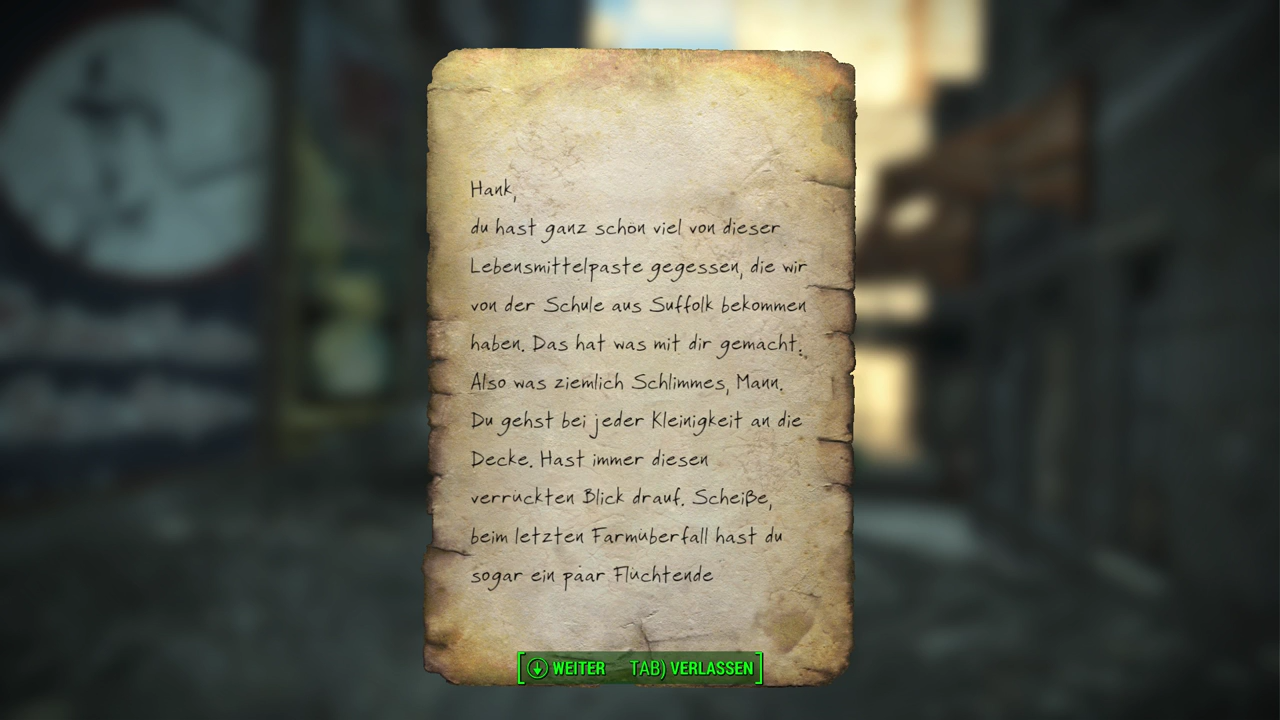 Hank,
du hast ganz schön viel von dieser
Lebensmittelpaste gegessen, die wir
von der Schule aus Suffolk bekommen
haben. Das hat was mit dir gemacht.
Also was ziemlich Schlimmes, Mann.
Du gehst bei jeder Kleinigkeit an die
Decke. Hast immer diesen
verrückten Blick drauf. Scheiße,
beim letzten Farmüberfall hast du
sogar ein paar Flüchtende
WEITER TAB) VERLASSEN